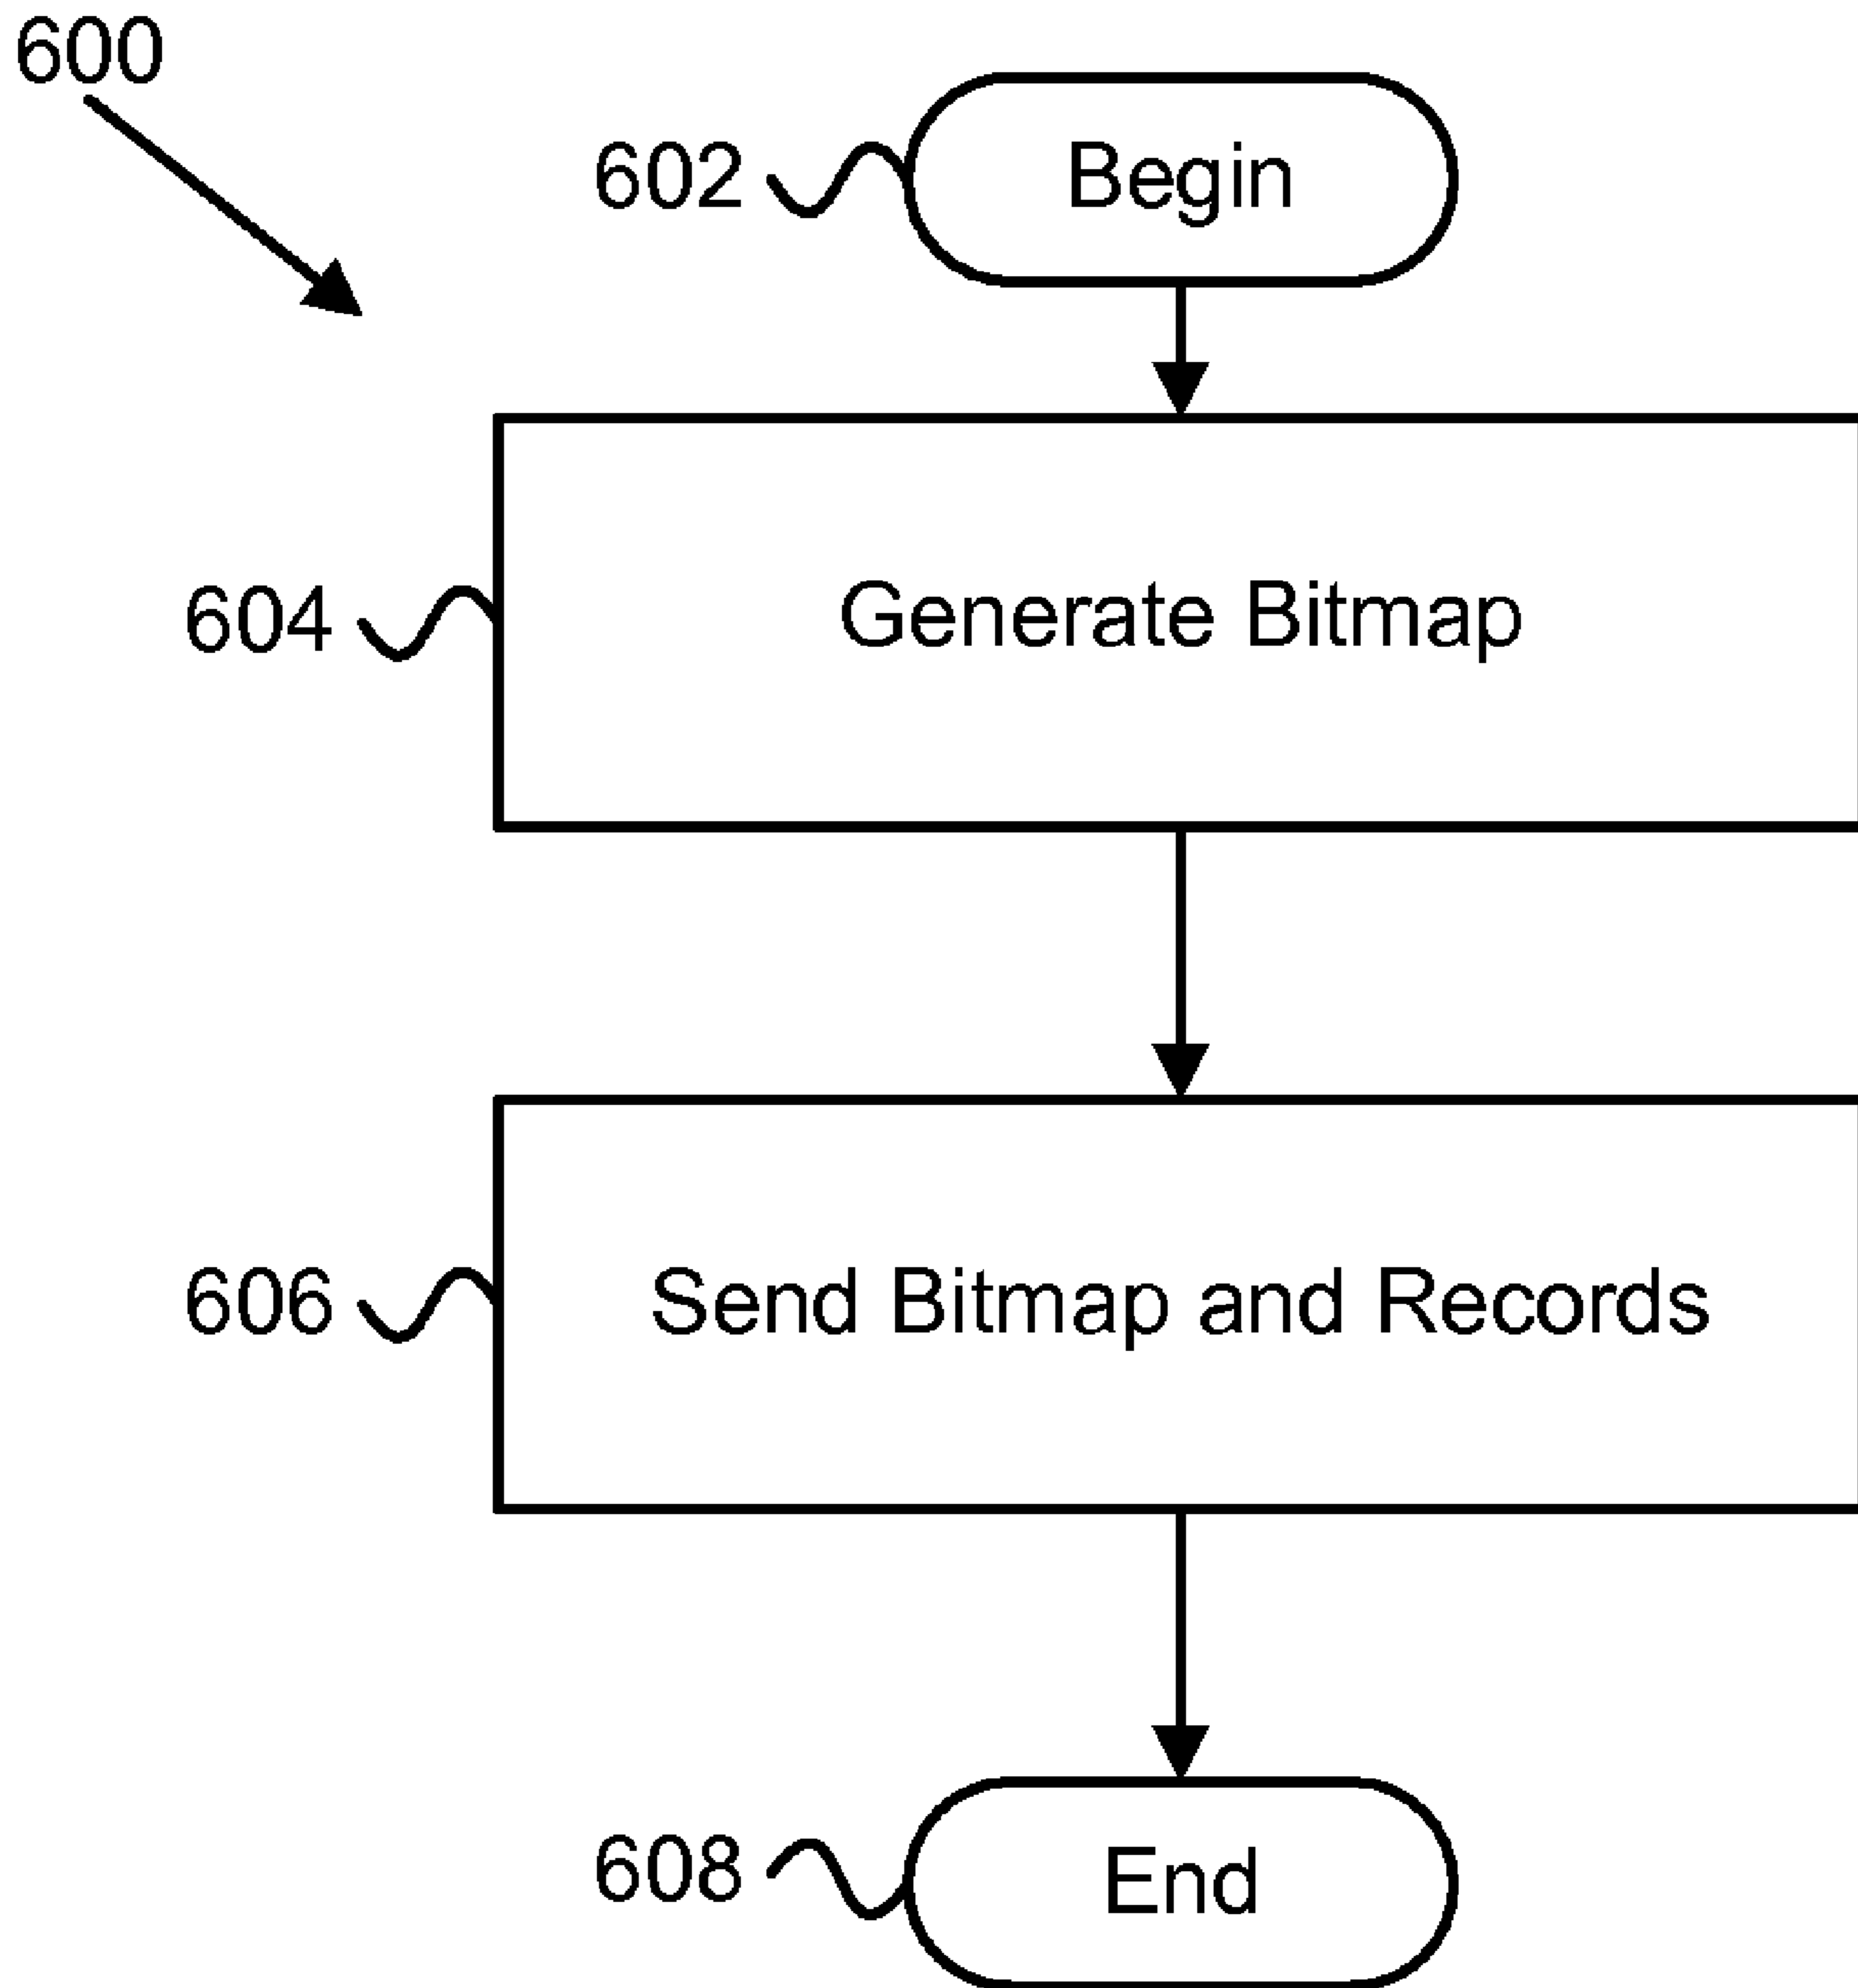 600
602
Begin
604
Generate Bitmap
606
Send Bitmap and Records
608
End